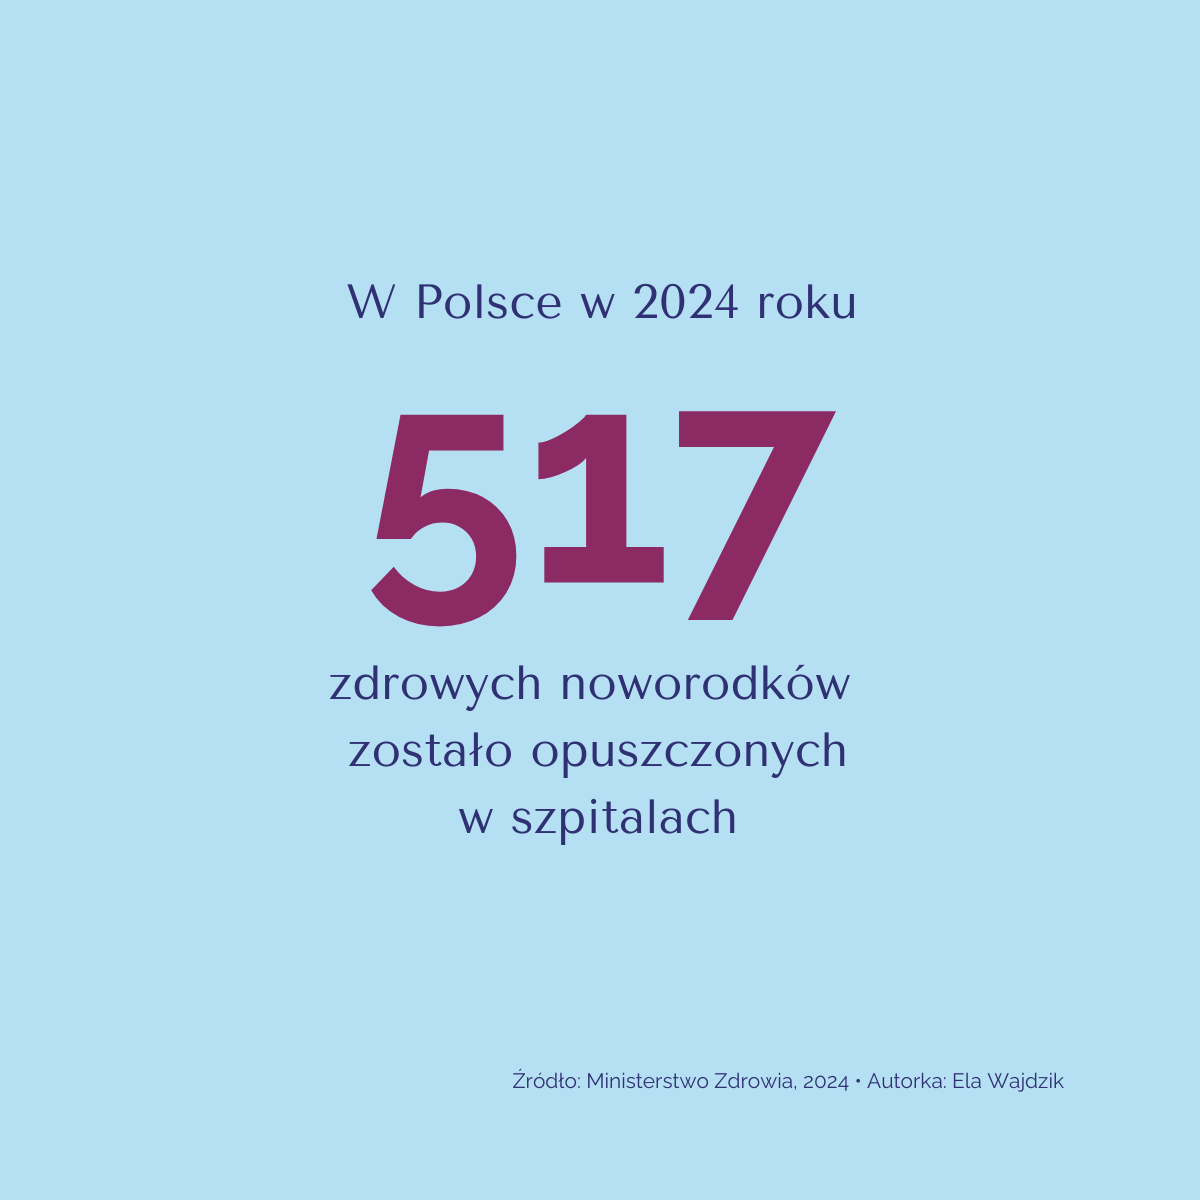 W Polsce w 2024 roku
517
zdrowych noworodków
zostało opuszczonych
w szpitalach
Źródło: Ministerstwo Zdrowia, 2024 • Autorka: Ela Wajdzik